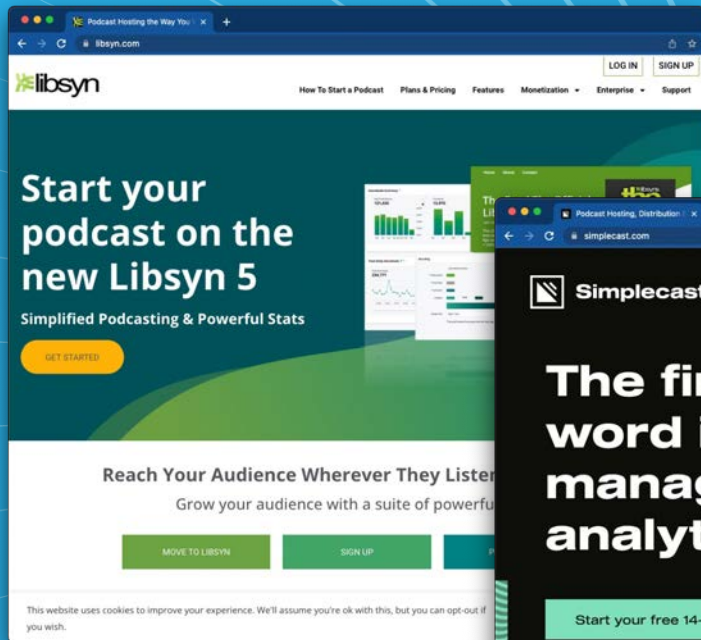 Podcast Hosting the Way You
libsyn.com
LOG IN SIGN UP
libsyn
How To Start a Podcast Plans & Pricing Features Monetization Enterprise Support
Start your
podcast on the
new Libsyn 5
Simplified Podcasting & Powerful Stats
GET STARTED
Reach Your Audience Wherever They Listen
Grow your audience with a suite of powerfu
MOVE TO LIBSYN SIGN UP P
This website uses cookies to improve your experience. We'll assume you're ok with this, but you can opt-out if
you wish.
Podcast Hosting, Distribution
simplecast.com
Simplecast
The fir
word i
manag
analyt
Start your free 14-